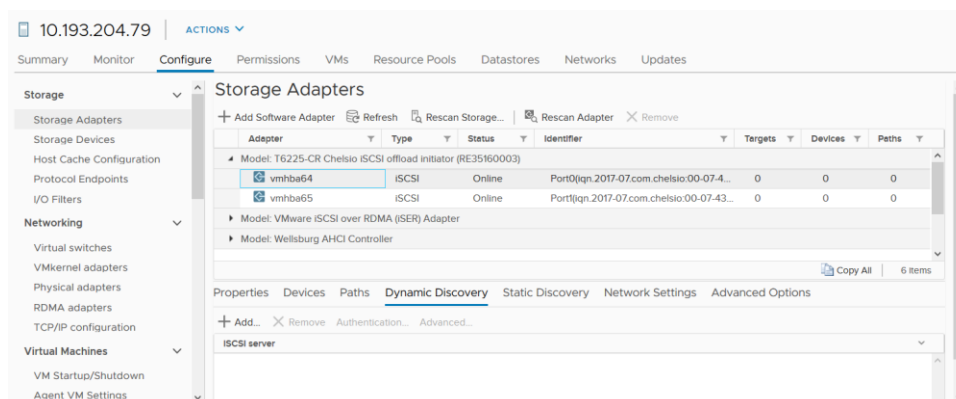 10.193.204.79 ACTIONS
Summary Monitor Configure Permissions VMs Resource Pools Datastores Networks Updates
Storage
Storage Adapters
Storage Devices
Host Cache Configuration
Protocol Endpoints
I/O Filters
Networking
Virtual switches
VMkernel adapters
Physical adapters
RDMA adapters
TCP/IP configuration
Virtual Machines
VM Startup/Shutdown
Agent VM Settings
Storage Adapters
+ Add Software Adapter Refresh Rescan Storage... Rescan Adapter Remove
Adapter Type Status Identifier Targets Devices Paths
Model: T6225-CR Chelsio iSCSI offload initiator (RE35160003)
vmhba64 iSCSI Online Port0(iqn.2017-07.com.chelsio:00-07-4... 0 0 0
vmhba65 iSCSI Online Port1(iqn.2017-07.com.chelsio:00-07-43... 0 0 0
Model: VMware iSCSI over RDMA (iSER) Adapter
Model: Wellsburg AHCI Controller
Copy All 6 items
Properties Devices Paths Dynamic Discovery Static Discovery Network Settings Advanced Options
+ Add... Remove Authentication... Advanced...
iSCSI server